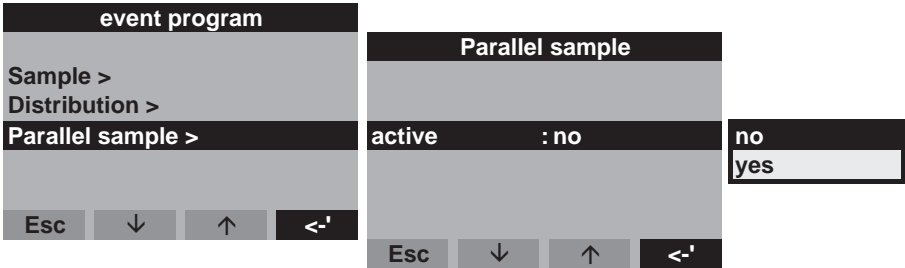 event program
Sample >
Distribution >
Parallel sample >
Esc ↓ ↑ <-'
Parallel sample
active : no
Esc ↓ ↑ <-'
no
yes